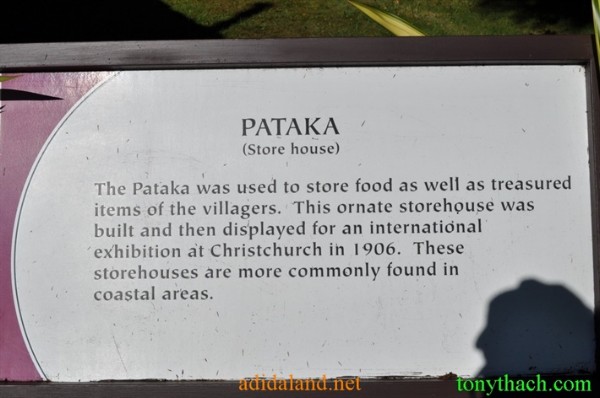 PATAKA
(Store house)
The Pataka was used to store food as well as treasured
items of the villagers. This ornate storehouse was
built and then displayed for an international
exhibition at Christchurch in 1906. These
storehouses are more commonly found in
coastal areas.
adidaland.net
tonythach.com